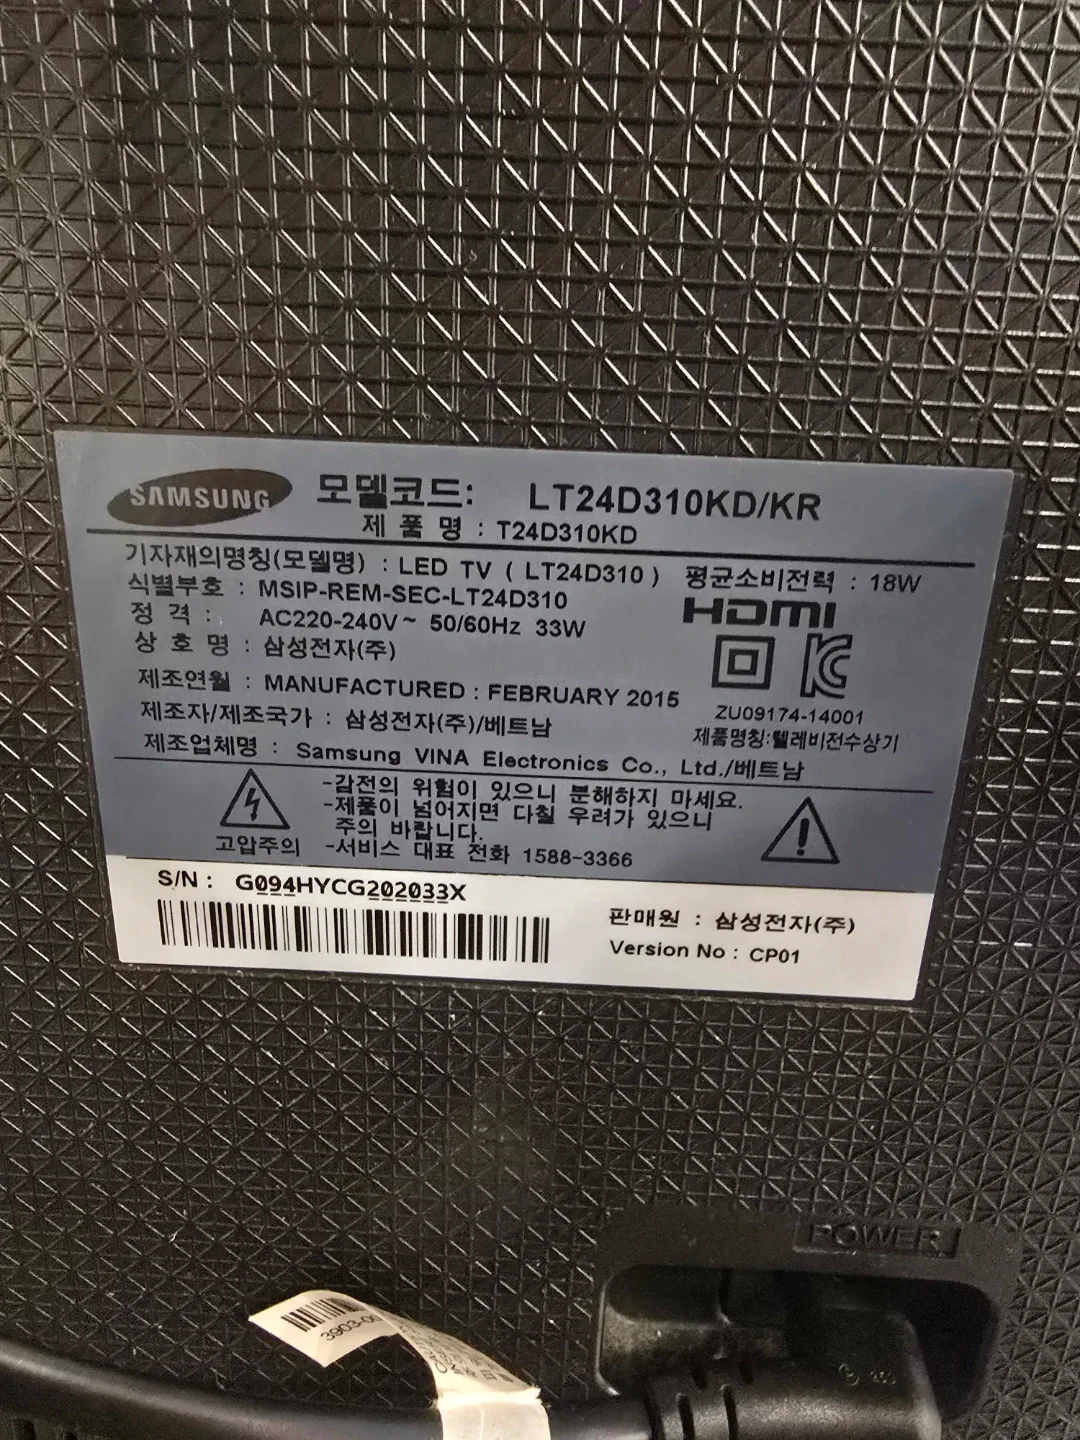 SAMSUNG 모델코드: LT24D310KD/KR
제 품 명 : T24D310KD
기자재의명칭(모델명) : LED TV ( LT24D310 ) 평균소비전력 : 18W
식별부호 : MSIP-REM-SEC-LT24D310
HDMI
정 격 : AC220-240V~ 50/60Hz 33W
상 호 명 : 삼성전자(주)
제조연월 : MANUFACTURED : FEBRUARY 2015
ZU09174-14001
제조자/제조국가 : 삼성전자(주)/베트남
제품명칭:텔레비전수상기
제조업체명 : Samsung VINA Electronics Co., Ltd./베트남
-감전의 위험이 있으니 분해하지 마세요.
-제품이 넘어지면 다칠 우려가 있으니
주의 바랍니다.
고압주의 -서비스 대표 전화 1588-3366
S/N : G094HYCG202033X
판매원 : 삼성전자(주)
Version No : CP01
POWER
3903-00